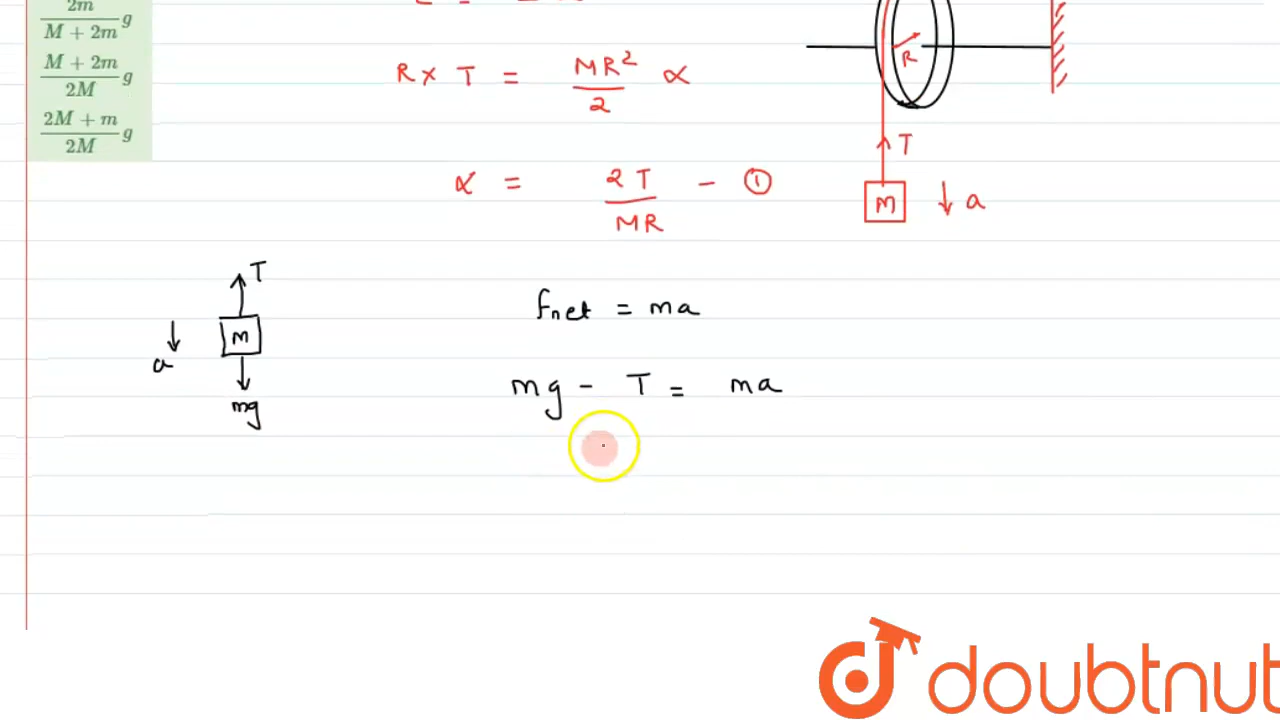 2m/(M + 2m) g
(M + 2m)/2M g
(2M + m)/2M g
R × T = MR²/2 α
R
T
α = 2T/MR - ①
m ↓ a
T
m
a
mg
Fnet = ma
mg - T = ma
doubtnut